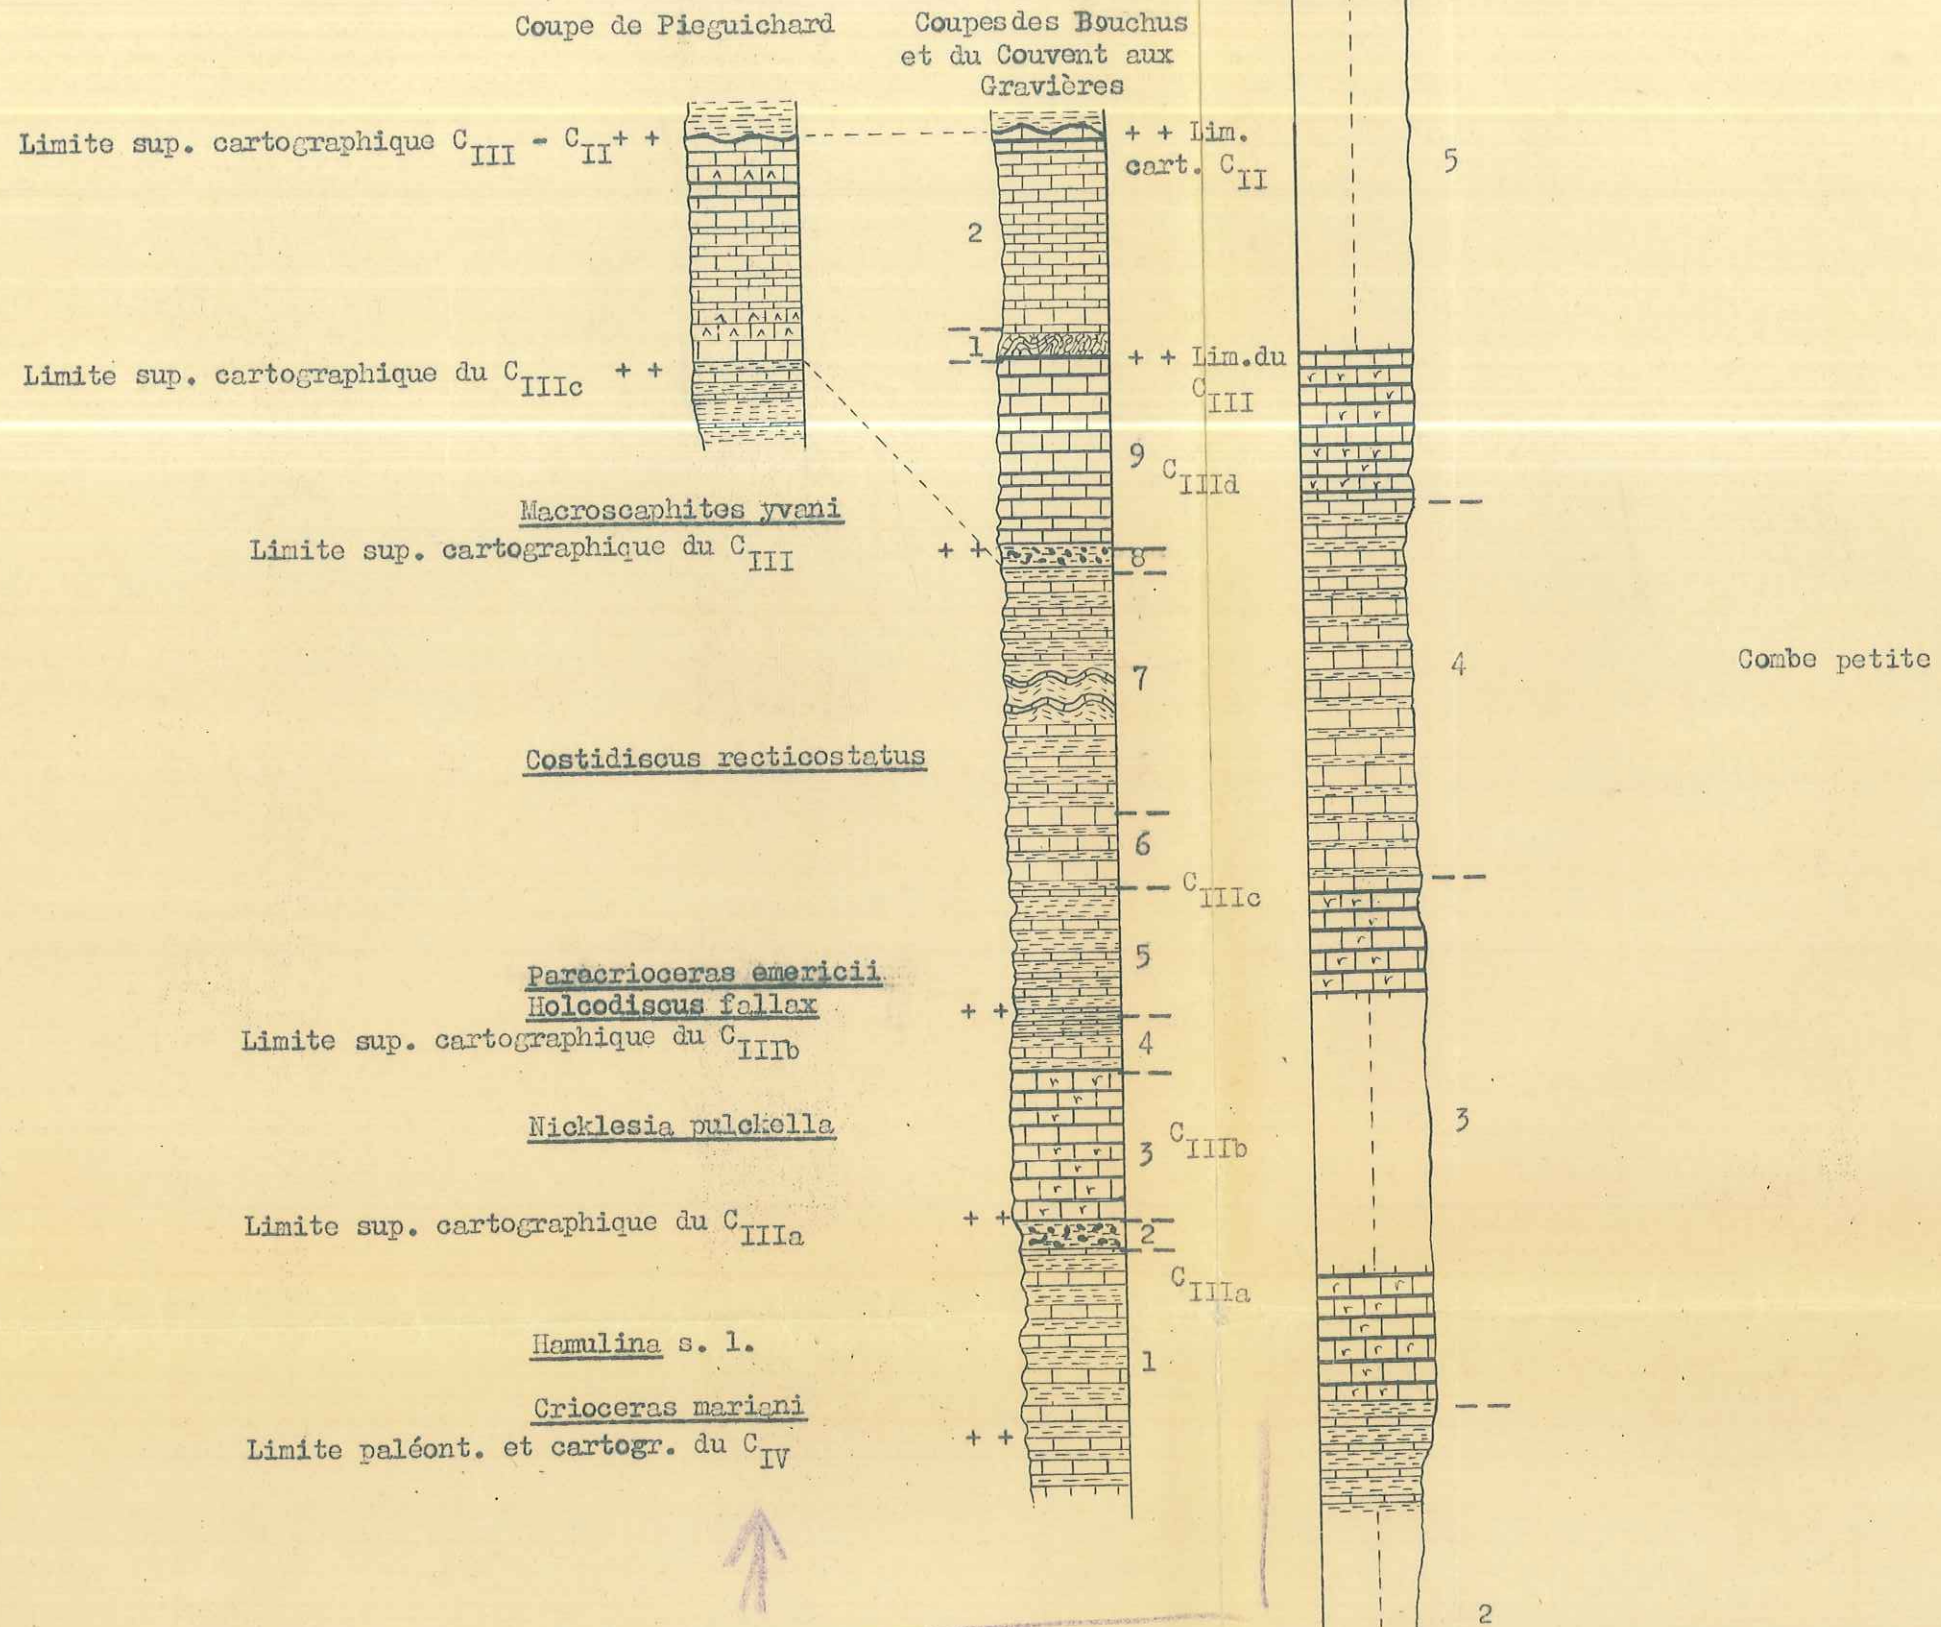 Coupe de Pieguichard
Coupes des Bouchus
et du Couvent aux
Gravières
Limite sup. cartographique CIII - CII + +
+ + Lim.
cart. CII
5
2
1
Limite sup. cartographique du CIIIc + +
+ + Lim.du
CIII
9 CIIId
Macroscaphites yvani
Limite sup. cartographique du CIII + +
8
7
4
Combe petite
Costidiscus recticostatus
6
CIIIc
5
Paracrioceras emericii
Holcodiscus fallax + +
Limite sup. cartographique du CIIIb
4
3
Nicklesia pulckella
3 CIIIb
Limite sup. cartographique du CIIIa + +
2
CIIIa
Hamulina s. l.
1
Crioceras mariani
Limite paléont. et cartogr. du CIV + +
2